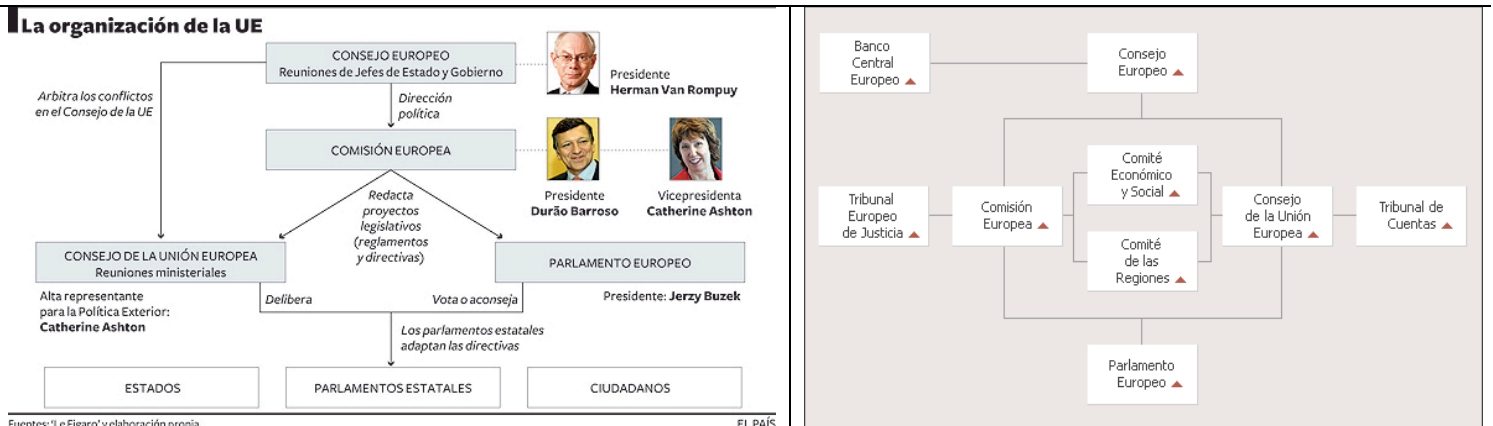 La organización de la UE
CONSEJO EUROPEO
Reuniones de Jefes de Estado y Gobierno
Presidente
Herman Van Rompuy
Arbitra los conflictos
en el Consejo de la UE
Dirección
política
COMISIÓN EUROPEA
Presidente
Durão Barroso
Vicepresidenta
Catherine Ashton
Redacta
proyectos
legislativos
(reglamentos
y directivas)
CONSEJO DE LA UNIÓN EUROPEA
Reuniones ministeriales
PARLAMENTO EUROPEO
Alta representante
para la Política Exterior:
Catherine Ashton
Delibera
Vota o aconseja
Presidente: Jerzy Buzek
Los parlamentos estatales
adaptan las directivas
ESTADOS
PARLAMENTOS ESTATALES
CIUDADANOS
Fuentes: 'Le Figaro' y elaboración propia
EL PAÍS
Banco
Central
Europeo
Consejo
Europeo
Comité
Económico
y Social
Tribunal
Europeo
de Justicia
Comisión
Europea
Consejo
de la Unión
Europea
Tribunal de
Cuentas
Comité
de las
Regiones
Parlamento
Europeo